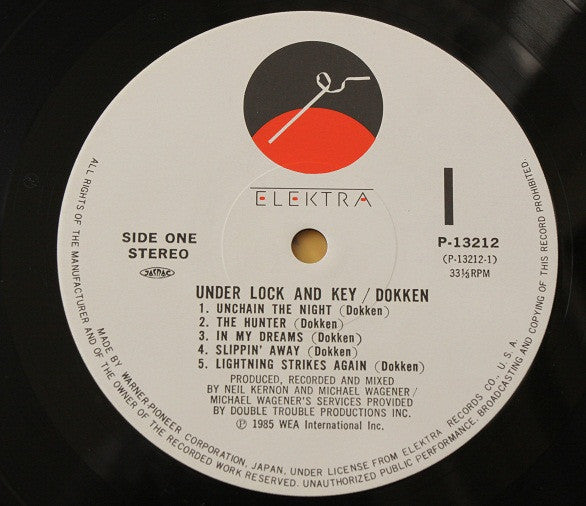 ELEKTRA
SIDE ONE
STEREO
JASRAC
P-13212
(P-13212-1)
33⅓RPM
UNDER LOCK AND KEY / DOKKEN
1. UNCHAIN THE NIGHT (Dokken)
2. THE HUNTER (Dokken)
3. IN MY DREAMS (Dokken)
4. SLIPPIN' AWAY (Dokken)
5. LIGHTNING STRIKES AGAIN (Dokken)
PRODUCED, RECORDED AND MIXED
BY NEIL KERNON AND MICHAEL WAGENER/
MICHAEL WAGENER'S SERVICES PROVIDED
BY DOUBLE TROUBLE PRODUCTIONS INC.
Ⓟ 1985 WEA International Inc.
ALL RIGHTS OF THE MANUFACTURER AND OF THE OWNER OF THE RECORDED WORK RESERVED. UNAUTHORIZED PUBLIC PERFORMANCE, BROADCASTING AND COPYING OF THIS RECORD PROHIBITED.
MADE BY WARNER-PIONEER CORPORATION, JAPAN, UNDER LICENSE FROM ELEKTRA RECORDS CO., U.S.A.